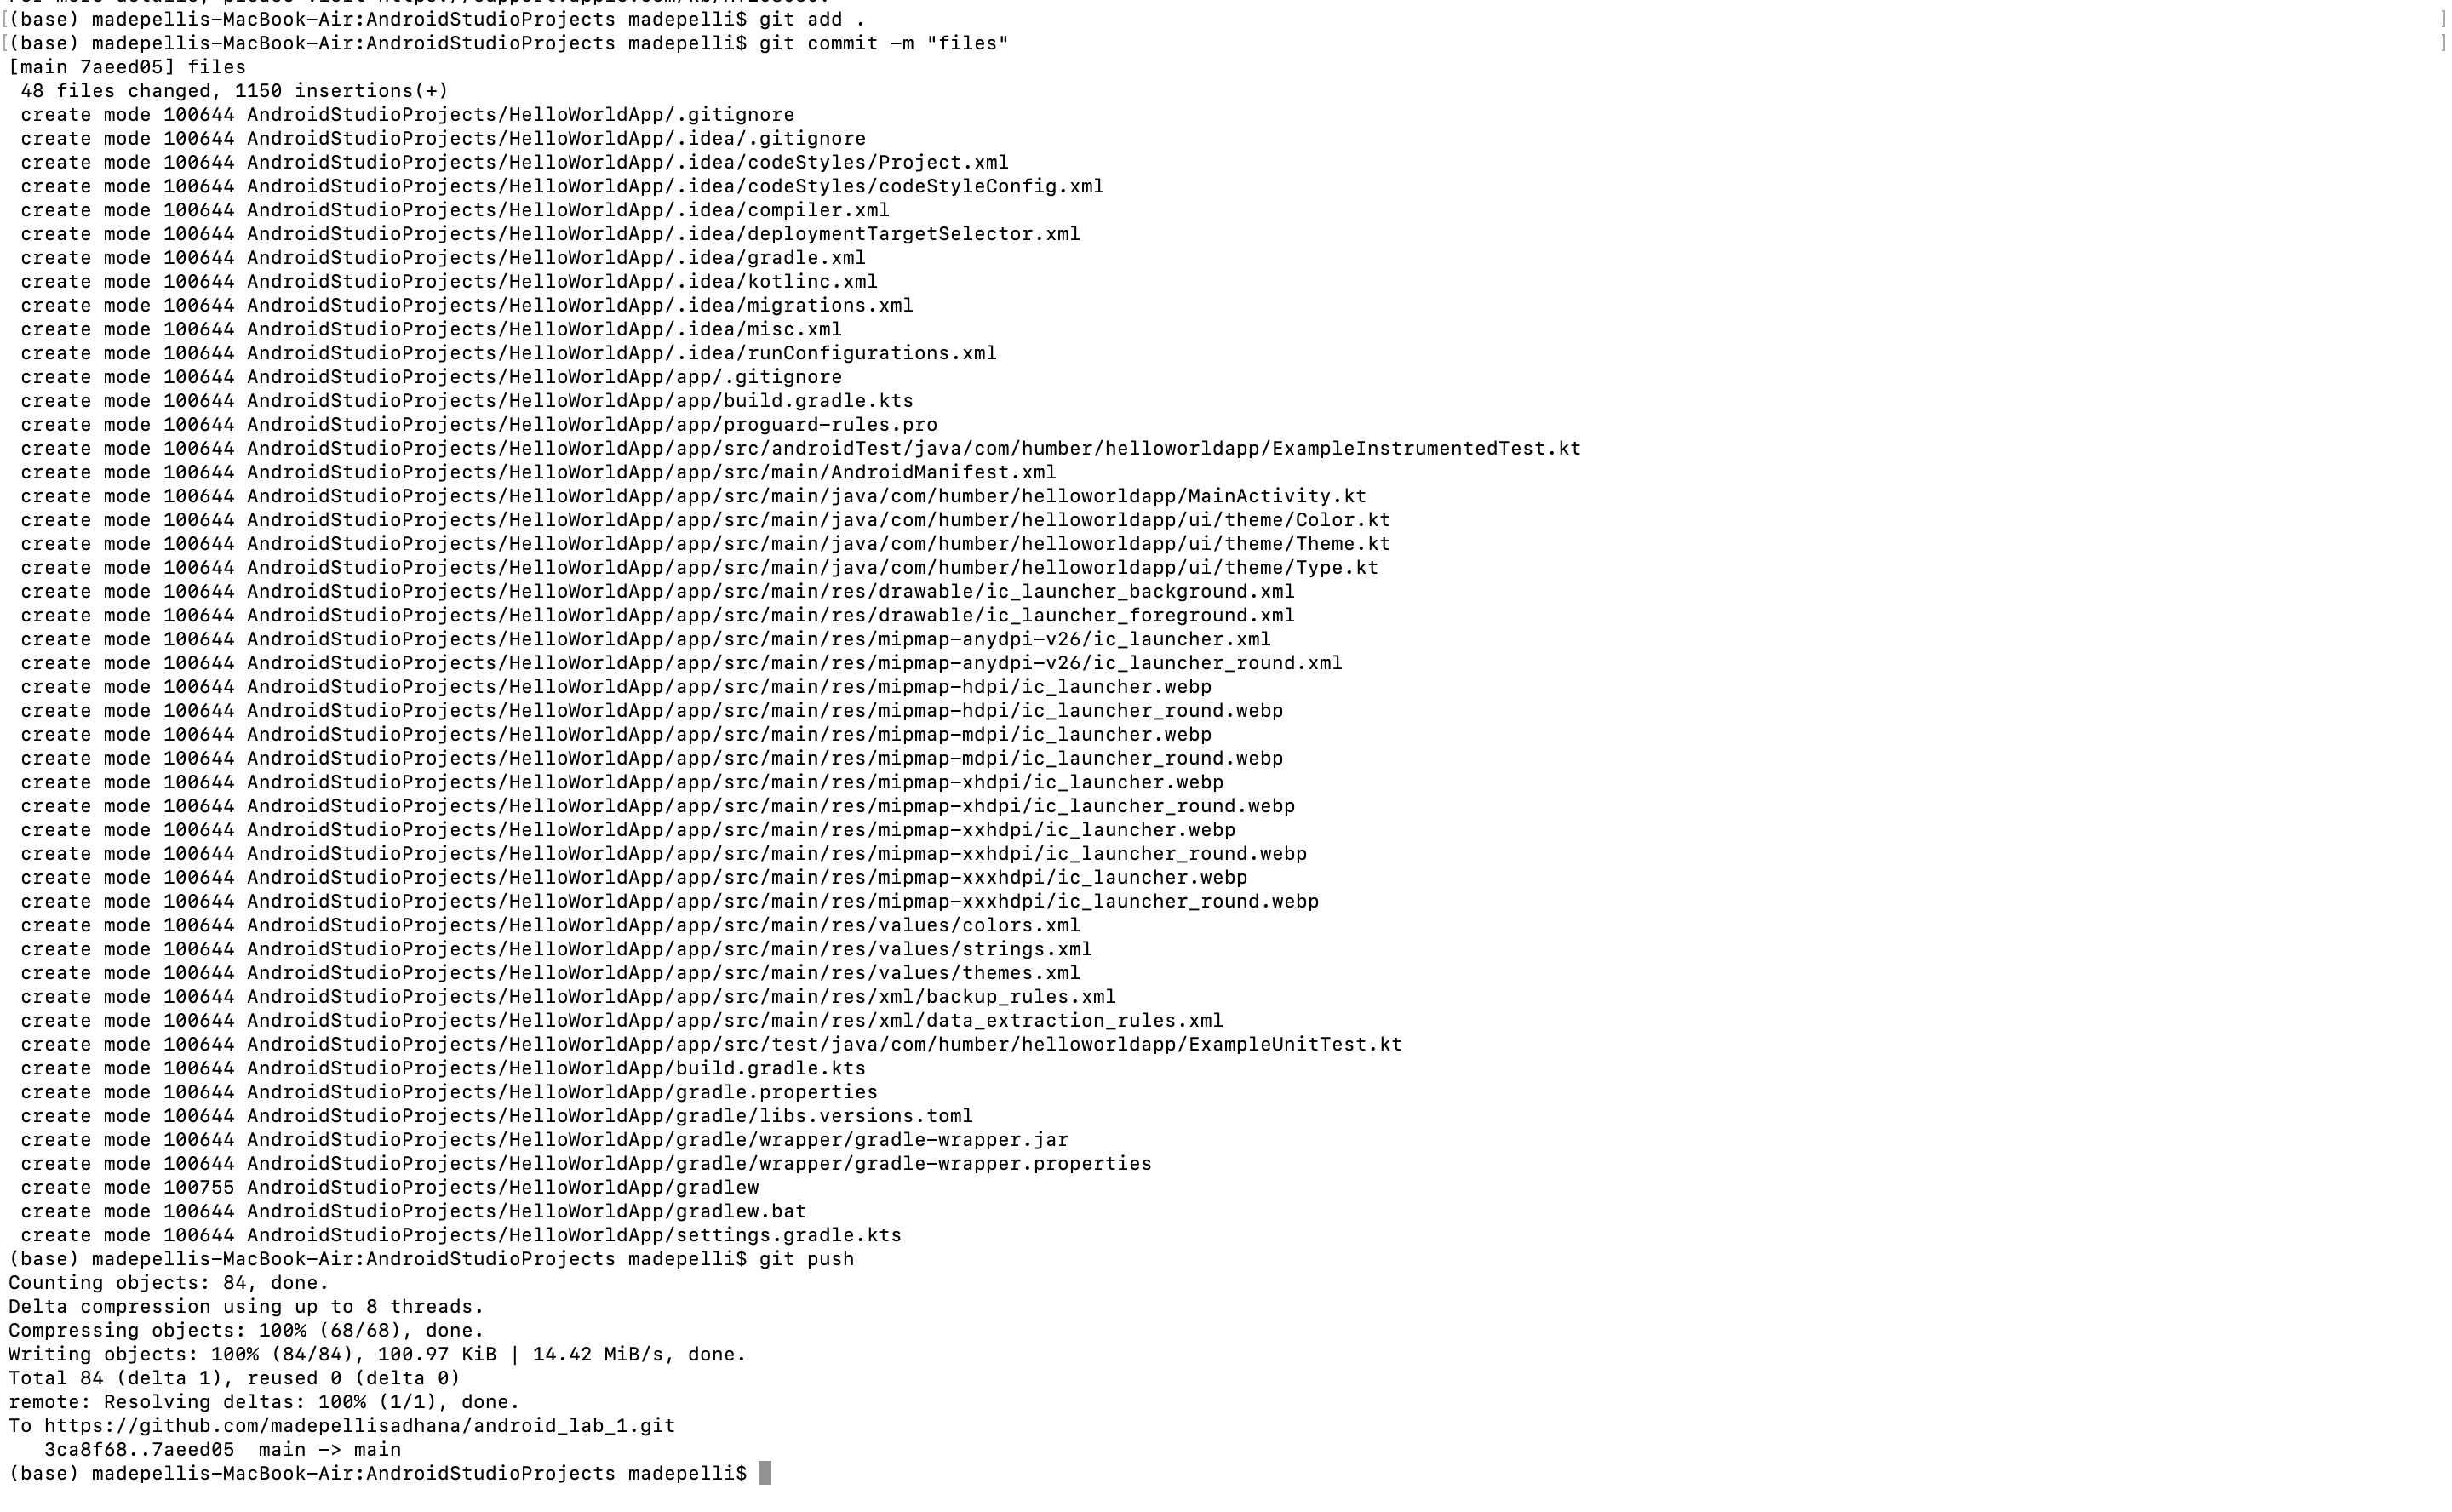 [(base) madepellis-MacBook-Air:AndroidStudioProjects madepelli$ git add . ]
[(base) madepellis-MacBook-Air:AndroidStudioProjects madepelli$ git commit -m "files" ]
[main 7aeed05] files
 48 files changed, 1150 insertions(+)
 create mode 100644 AndroidStudioProjects/HelloWorldApp/.gitignore
 create mode 100644 AndroidStudioProjects/HelloWorldApp/.idea/.gitignore
 create mode 100644 AndroidStudioProjects/HelloWorldApp/.idea/codeStyles/Project.xml
 create mode 100644 AndroidStudioProjects/HelloWorldApp/.idea/codeStyles/codeStyleConfig.xml
 create mode 100644 AndroidStudioProjects/HelloWorldApp/.idea/compiler.xml
 create mode 100644 AndroidStudioProjects/HelloWorldApp/.idea/deploymentTargetSelector.xml
 create mode 100644 AndroidStudioProjects/HelloWorldApp/.idea/gradle.xml
 create mode 100644 AndroidStudioProjects/HelloWorldApp/.idea/kotlinc.xml
 create mode 100644 AndroidStudioProjects/HelloWorldApp/.idea/migrations.xml
 create mode 100644 AndroidStudioProjects/HelloWorldApp/.idea/misc.xml
 create mode 100644 AndroidStudioProjects/HelloWorldApp/.idea/runConfigurations.xml
 create mode 100644 AndroidStudioProjects/HelloWorldApp/app/.gitignore
 create mode 100644 AndroidStudioProjects/HelloWorldApp/app/build.gradle.kts
 create mode 100644 AndroidStudioProjects/HelloWorldApp/app/proguard-rules.pro
 create mode 100644 AndroidStudioProjects/HelloWorldApp/app/src/androidTest/java/com/humber/helloworldapp/ExampleInstrumentedTest.kt
 create mode 100644 AndroidStudioProjects/HelloWorldApp/app/src/main/AndroidManifest.xml
 create mode 100644 AndroidStudioProjects/HelloWorldApp/app/src/main/java/com/humber/helloworldapp/MainActivity.kt
 create mode 100644 AndroidStudioProjects/HelloWorldApp/app/src/main/java/com/humber/helloworldapp/ui/theme/Color.kt
 create mode 100644 AndroidStudioProjects/HelloWorldApp/app/src/main/java/com/humber/helloworldapp/ui/theme/Theme.kt
 create mode 100644 AndroidStudioProjects/HelloWorldApp/app/src/main/java/com/humber/helloworldapp/ui/theme/Type.kt
 create mode 100644 AndroidStudioProjects/HelloWorldApp/app/src/main/res/drawable/ic_launcher_background.xml
 create mode 100644 AndroidStudioProjects/HelloWorldApp/app/src/main/res/drawable/ic_launcher_foreground.xml
 create mode 100644 AndroidStudioProjects/HelloWorldApp/app/src/main/res/mipmap-anydpi-v26/ic_launcher.xml
 create mode 100644 AndroidStudioProjects/HelloWorldApp/app/src/main/res/mipmap-anydpi-v26/ic_launcher_round.xml
 create mode 100644 AndroidStudioProjects/HelloWorldApp/app/src/main/res/mipmap-hdpi/ic_launcher.webp
 create mode 100644 AndroidStudioProjects/HelloWorldApp/app/src/main/res/mipmap-hdpi/ic_launcher_round.webp
 create mode 100644 AndroidStudioProjects/HelloWorldApp/app/src/main/res/mipmap-mdpi/ic_launcher.webp
 create mode 100644 AndroidStudioProjects/HelloWorldApp/app/src/main/res/mipmap-mdpi/ic_launcher_round.webp
 create mode 100644 AndroidStudioProjects/HelloWorldApp/app/src/main/res/mipmap-xhdpi/ic_launcher.webp
 create mode 100644 AndroidStudioProjects/HelloWorldApp/app/src/main/res/mipmap-xhdpi/ic_launcher_round.webp
 create mode 100644 AndroidStudioProjects/HelloWorldApp/app/src/main/res/mipmap-xxhdpi/ic_launcher.webp
 create mode 100644 AndroidStudioProjects/HelloWorldApp/app/src/main/res/mipmap-xxhdpi/ic_launcher_round.webp
 create mode 100644 AndroidStudioProjects/HelloWorldApp/app/src/main/res/mipmap-xxxhdpi/ic_launcher.webp
 create mode 100644 AndroidStudioProjects/HelloWorldApp/app/src/main/res/mipmap-xxxhdpi/ic_launcher_round.webp
 create mode 100644 AndroidStudioProjects/HelloWorldApp/app/src/main/res/values/colors.xml
 create mode 100644 AndroidStudioProjects/HelloWorldApp/app/src/main/res/values/strings.xml
 create mode 100644 AndroidStudioProjects/HelloWorldApp/app/src/main/res/values/themes.xml
 create mode 100644 AndroidStudioProjects/HelloWorldApp/app/src/main/res/xml/backup_rules.xml
 create mode 100644 AndroidStudioProjects/HelloWorldApp/app/src/main/res/xml/data_extraction_rules.xml
 create mode 100644 AndroidStudioProjects/HelloWorldApp/app/src/test/java/com/humber/helloworldapp/ExampleUnitTest.kt
 create mode 100644 AndroidStudioProjects/HelloWorldApp/build.gradle.kts
 create mode 100644 AndroidStudioProjects/HelloWorldApp/gradle.properties
 create mode 100644 AndroidStudioProjects/HelloWorldApp/gradle/libs.versions.toml
 create mode 100644 AndroidStudioProjects/HelloWorldApp/gradle/wrapper/gradle-wrapper.jar
 create mode 100644 AndroidStudioProjects/HelloWorldApp/gradle/wrapper/gradle-wrapper.properties
 create mode 100755 AndroidStudioProjects/HelloWorldApp/gradlew
 create mode 100644 AndroidStudioProjects/HelloWorldApp/gradlew.bat
 create mode 100644 AndroidStudioProjects/HelloWorldApp/settings.gradle.kts
(base) madepellis-MacBook-Air:AndroidStudioProjects madepelli$ git push
Counting objects: 84, done.
Delta compression using up to 8 threads.
Compressing objects: 100% (68/68), done.
Writing objects: 100% (84/84), 100.97 KiB | 14.42 MiB/s, done.
Total 84 (delta 1), reused 0 (delta 0)
remote: Resolving deltas: 100% (1/1), done.
To https://github.com/madepellisadhana/android_lab_1.git
   3ca8f68..7aeed05  main -> main
(base) madepellis-MacBook-Air:AndroidStudioProjects madepelli$